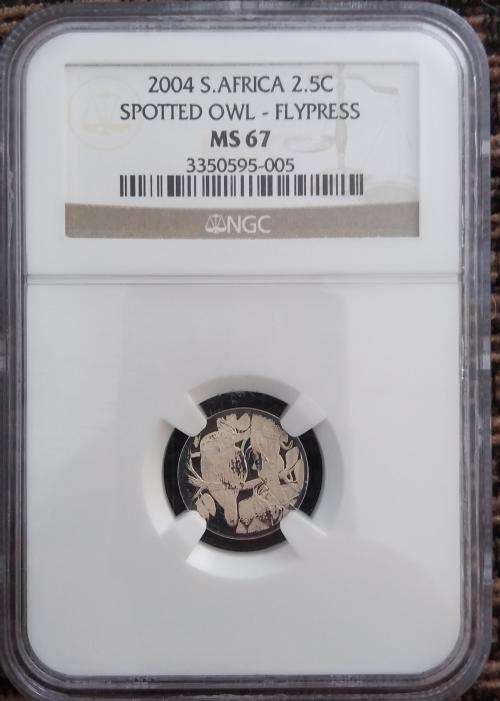 2004 S.AFRICA 2.5C
SPOTTED OWL - FLYPRESS
MS 67
3350595-005
NGC